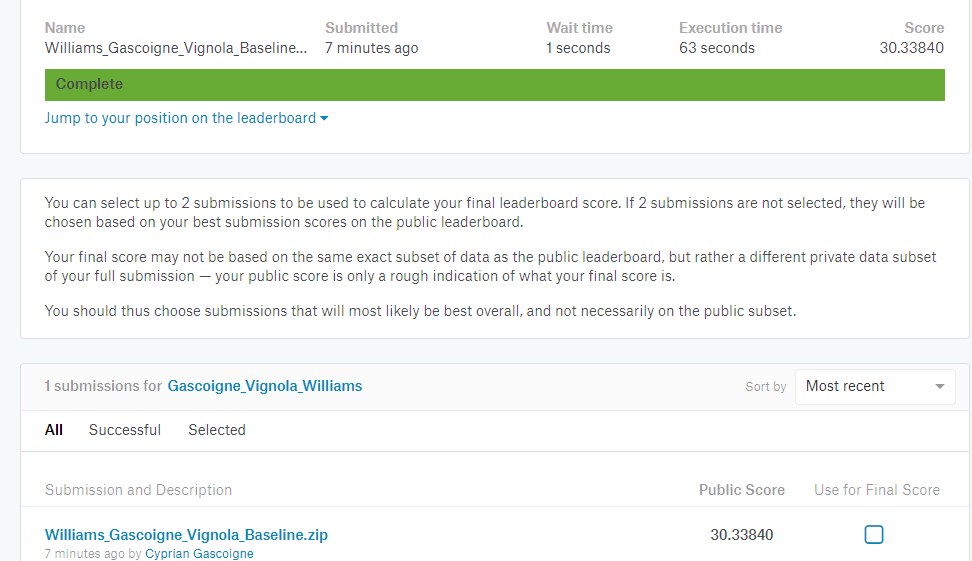 Name Submitted Wait time Execution time Score
Williams_Gascoigne_Vignola_Baseline... 7 minutes ago 1 seconds 63 seconds 30.33840
Complete
Jump to your position on the leaderboard
You can select up to 2 submissions to be used to calculate your final leaderboard score. If 2 submissions are not selected, they will be
chosen based on your best submission scores on the public leaderboard.
Your final score may not be based on the same exact subset of data as the public leaderboard, but rather a different private data subset
of your full submission — your public score is only a rough indication of what your final score is.
You should thus choose submissions that will most likely be best overall, and not necessarily on the public subset.
1 submissions for Gascoigne_Vignola_Williams Sort by Most recent
All Successful Selected
Submission and Description Public Score Use for Final Score
Williams_Gascoigne_Vignola_Baseline.zip 30.33840
7 minutes ago by Cyprian Gascoigne